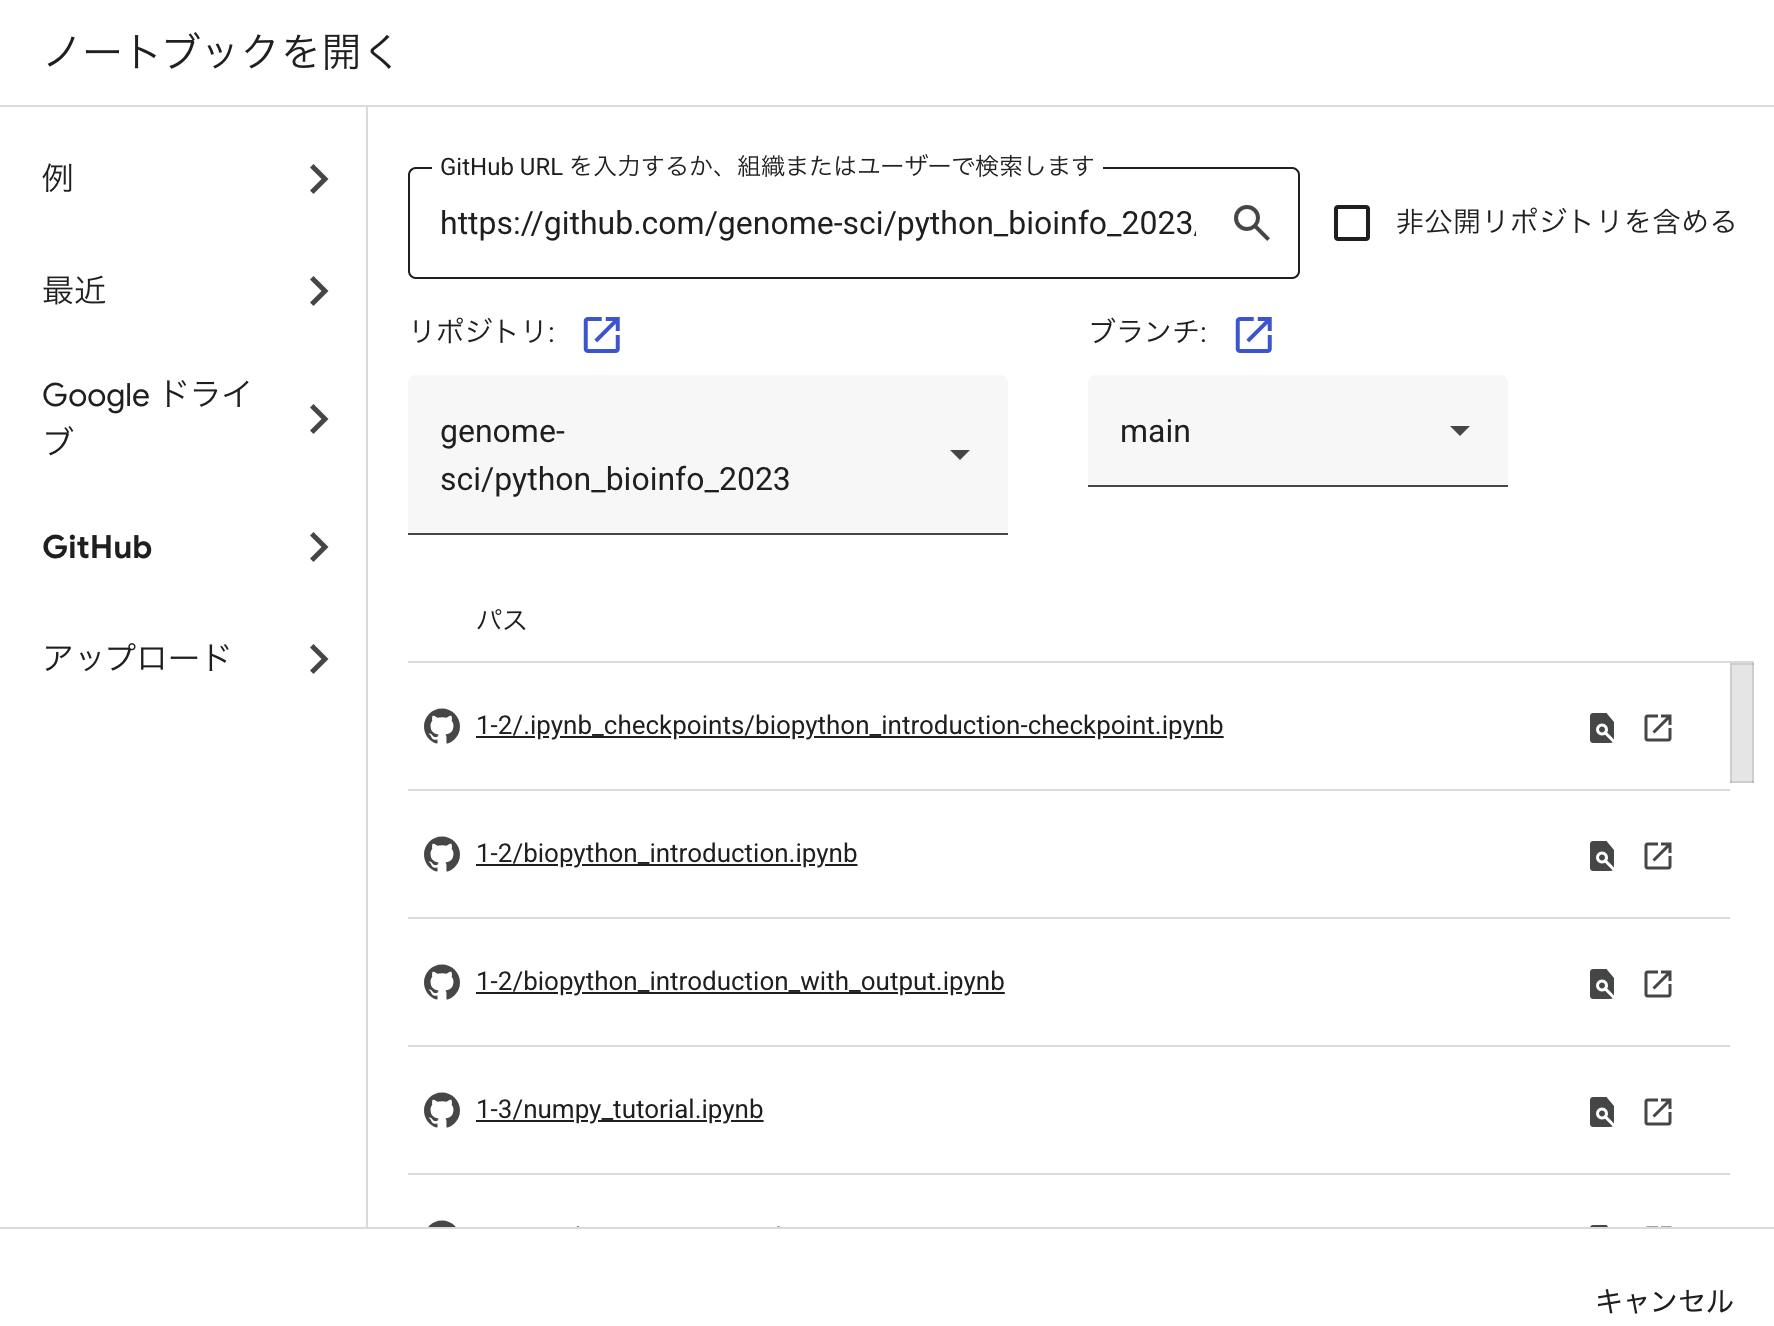 ノートブックを開く
例
最近
Google ドライ
ブ
GitHub
アップロード
GitHub URL を入力するか、組織またはユーザーで検索します
https://github.com/genome-sci/python_bioinfo_2023/
非公開リポジトリを含める
リポジトリ:
ブランチ:
genome-
sci/python_bioinfo_2023
main
パス
1-2/.ipynb_checkpoints/biopython_introduction-checkpoint.ipynb
1-2/biopython_introduction.ipynb
1-2/biopython_introduction_with_output.ipynb
1-3/numpy_tutorial.ipynb
キャンセル